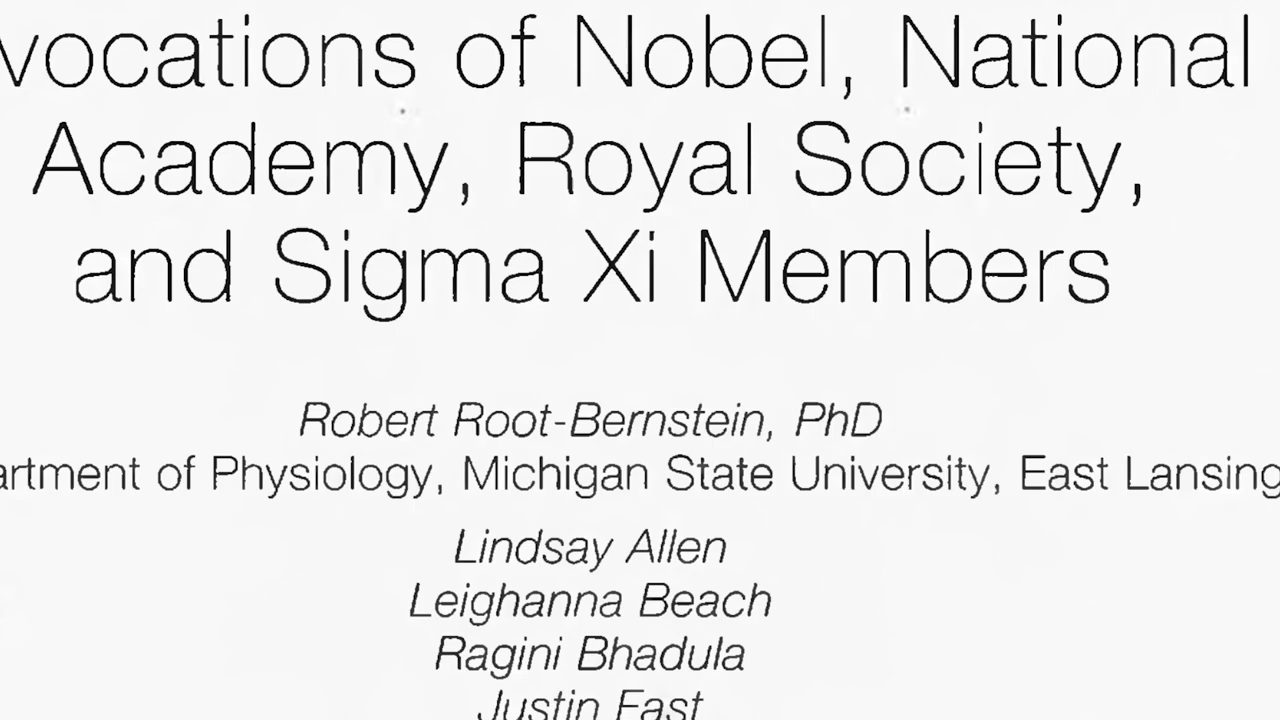 vocations of Nobel, National
Academy, Royal Society,
and Sigma Xi Members
Robert Root-Bernstein, PhD
artment of Physiology, Michigan State University, East Lansing
Lindsay Allen
Leighanna Beach
Ragini Bhadula
Justin Fast